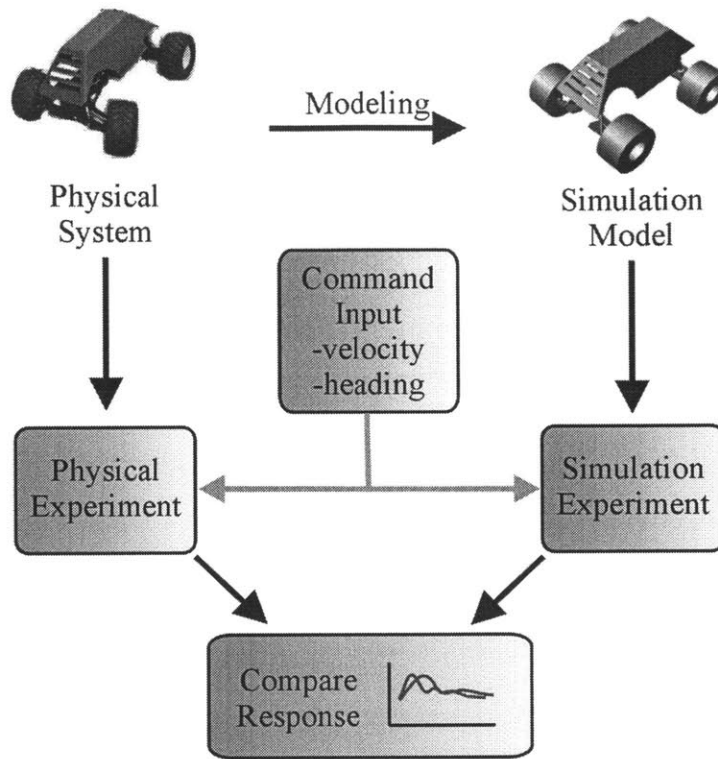 Modeling
Physical
System
Simulation
Model
Command
Input
-velocity
-heading
Physical
Experiment
Simulation
Experiment
Compare
Response